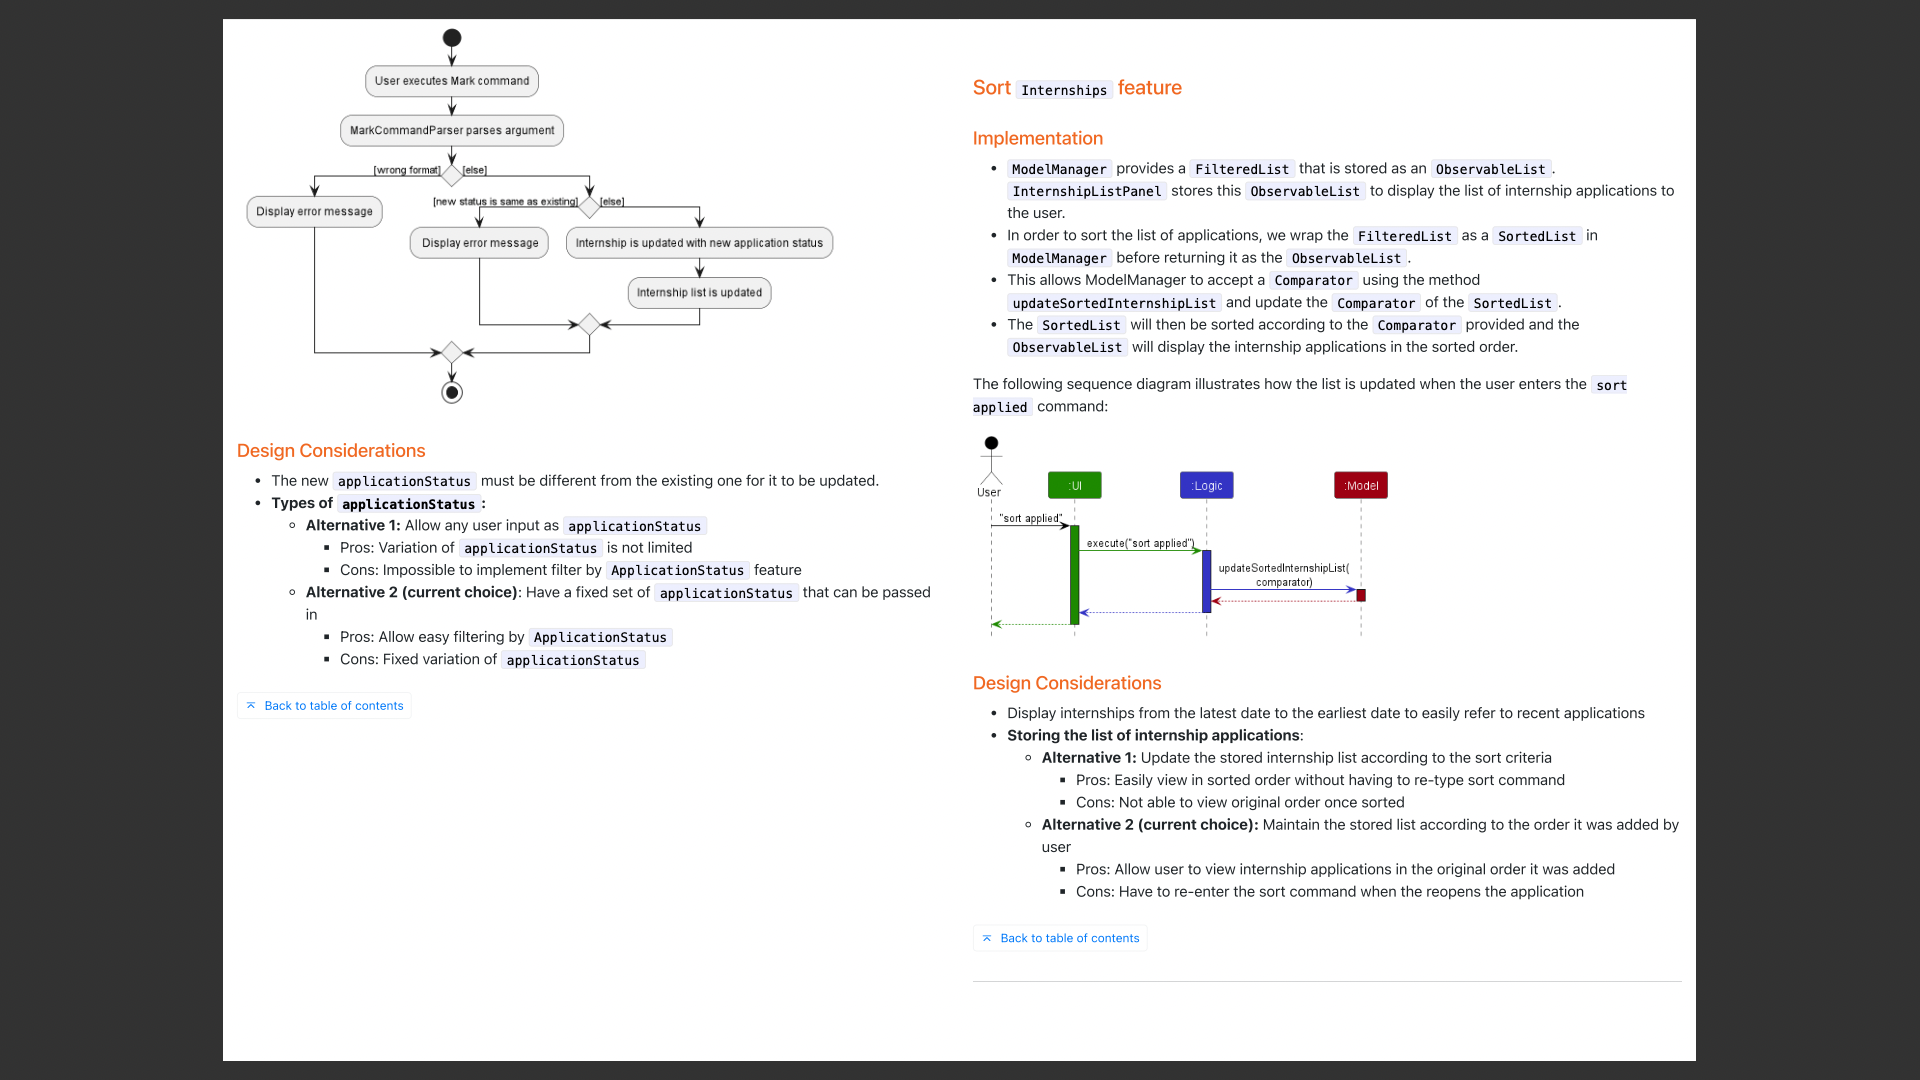 User executes Mark command
MarkCommandParser parses argument
[wrong format] [else]
[new status is same as existing] [else]
Display error message
Display error message
Internship is updated with new application status
Internship list is updated
Design Considerations
• The new applicationStatus must be different from the existing one for it to be updated.
• Types of applicationStatus:
◦ Alternative 1: Allow any user input as applicationStatus
▪ Pros: Variation of applicationStatus is not limited
▪ Cons: Impossible to implement filter by ApplicationStatus feature
◦ Alternative 2 (current choice): Have a fixed set of applicationStatus that can be passed
in
▪ Pros: Allow easy filtering by ApplicationStatus
▪ Cons: Fixed variation of applicationStatus
Back to table of contents
Sort Internships feature
Implementation
• ModelManager provides a FilteredList that is stored as an ObservableList.
InternshipListPanel stores this ObservableList to display the list of internship applications to
the user.
• In order to sort the list of applications, we wrap the FilteredList as a SortedList in
ModelManager before returning it as the ObservableList.
• This allows ModelManager to accept a Comparator using the method
updateSortedInternshipList and update the Comparator of the SortedList.
• The SortedList will then be sorted according to the Comparator provided and the
ObservableList will display the internship applications in the sorted order.
The following sequence diagram illustrates how the list is updated when the user enters the sort
applied command:
User
:UI
:Logic
:Model
"sort applied"
execute("sort applied")
updateSortedInternshipList(
comparator)
Design Considerations
• Display internships from the latest date to the earliest date to easily refer to recent applications
• Storing the list of internship applications:
◦ Alternative 1: Update the stored internship list according to the sort criteria
▪ Pros: Easily view in sorted order without having to re-type sort command
▪ Cons: Not able to view original order once sorted
◦ Alternative 2 (current choice): Maintain the stored list according to the order it was added by
user
▪ Pros: Allow user to view internship applications in the original order it was added
▪ Cons: Have to re-enter the sort command when the reopens the application
Back to table of contents